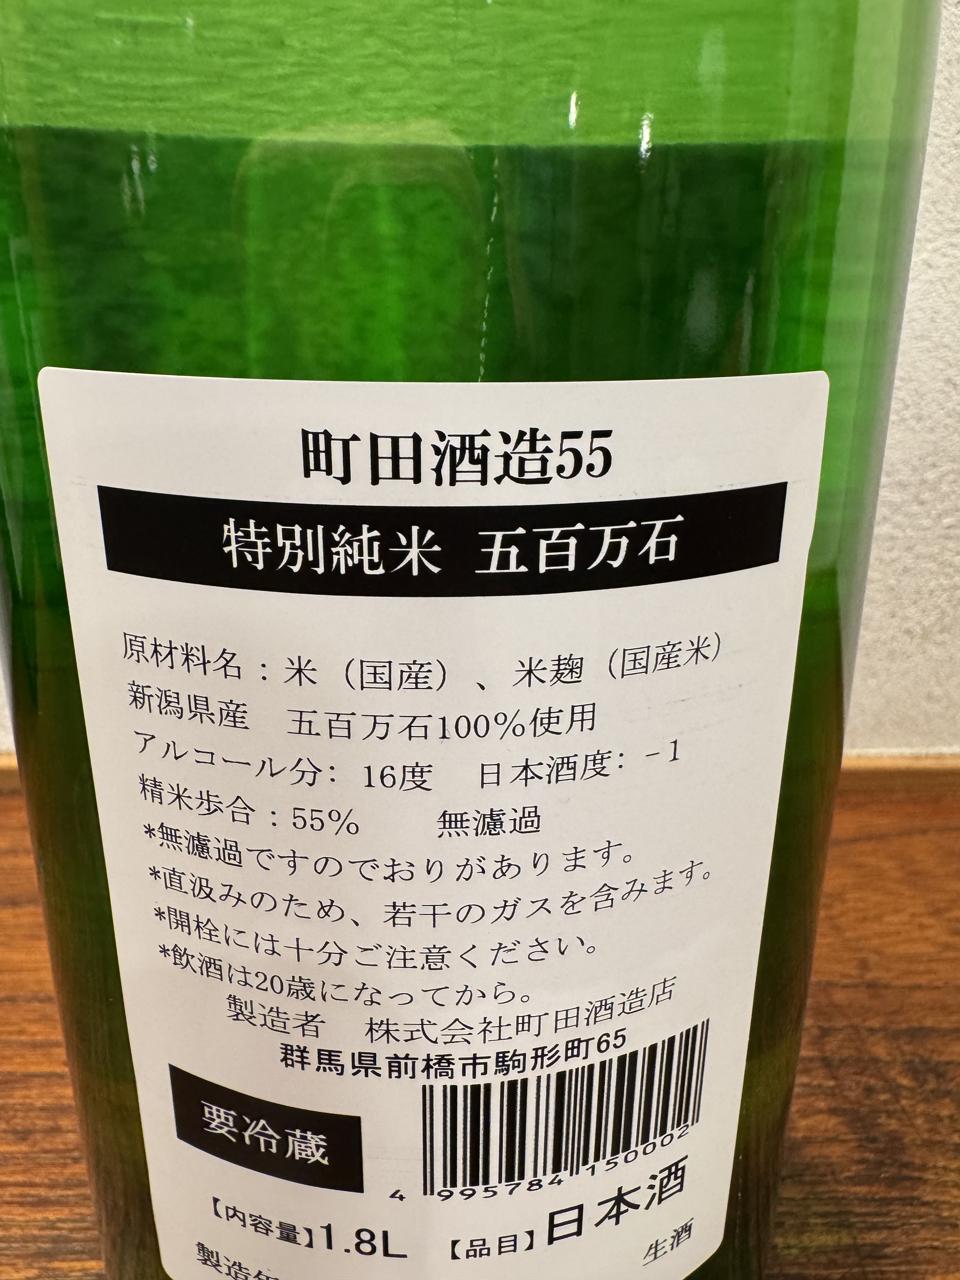 町田酒造55
特別純米 五百万石
原材料名：米（国産）、米麹（国産米）
新潟県産 五百万石100％使用
アルコール分：16度 日本酒度：-1
精米歩合：55％ 無濾過
*無濾過ですのでおりがあります。
*直汲みのため、若干のガスを含みます。
*開栓には十分ご注意ください。
*飲酒は20歳になってから。
製造者 株式会社町田酒造店
群馬県前橋市駒形町65
要冷蔵
4 995784 150002
【内容量】1.8L 【品目】日本酒
生酒
製造年